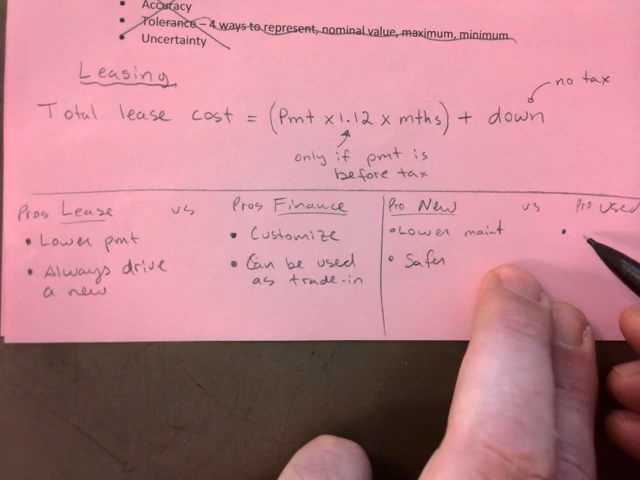 • Accuracy
• Tolerance – 4 ways to represent, nominal value, maximum, minimum
• Uncertainty
Leasing
no tax
Total lease cost = (Pmt x 1.12 x mths) + down
only if pmt is
before tax
Pros Lease vs Pros Finance
• Lower pmt
• Always drive
a new
• Customize
• Can be used
as trade-in
Pro New vs Pro Used
• Lower maint
• Safer
•